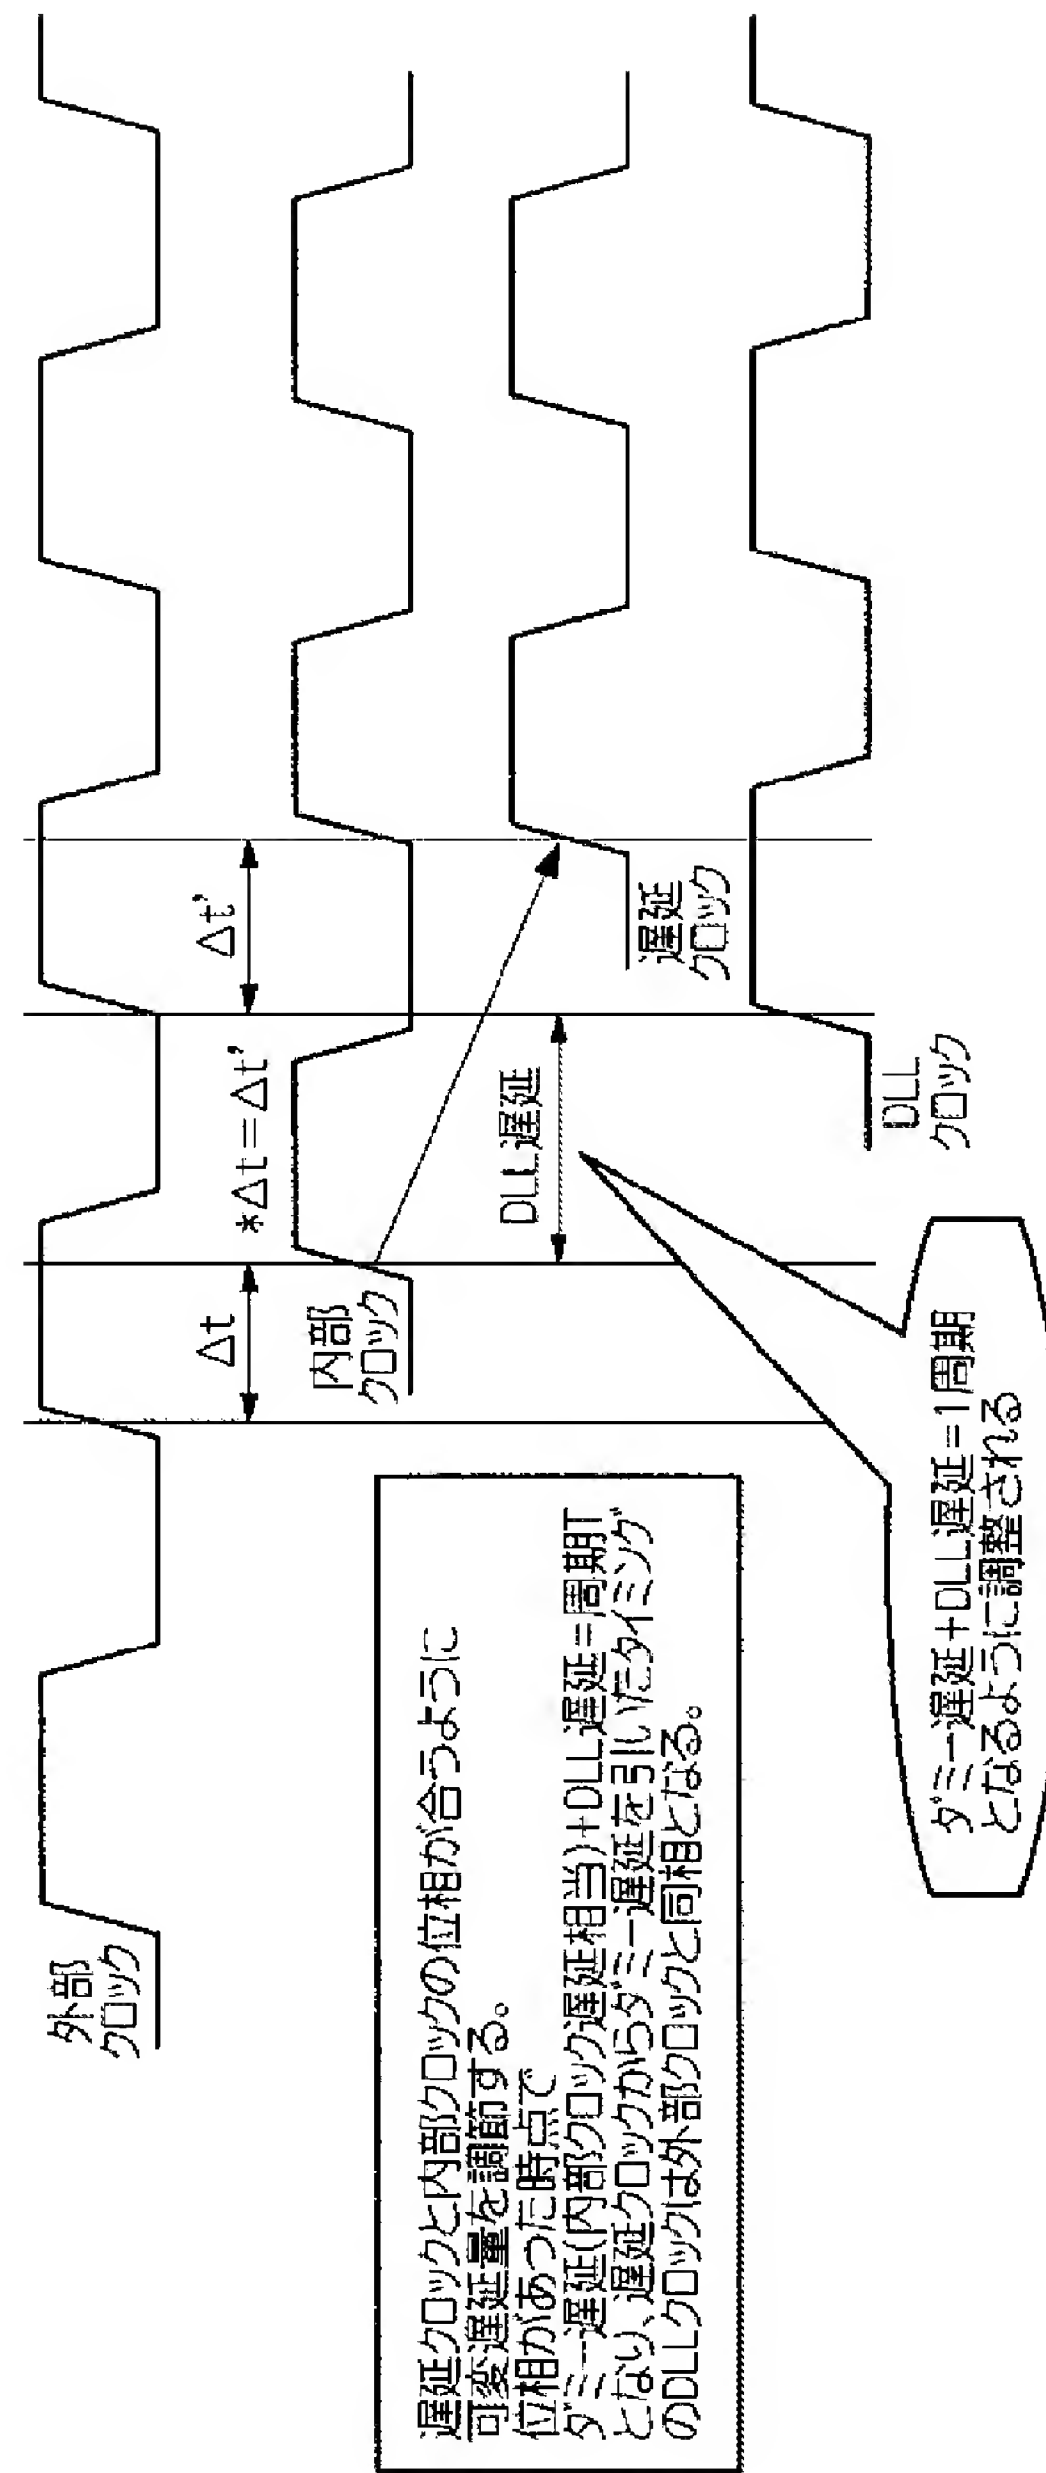 外部
クロック
Δt
*Δt=Δt'
Δt'
内部
クロック
DLL遅延
遅延
クロック
DLL
クロック
遅延クロックと内部クロックの位相が合うように
可変遅延量を調節する。
位相があった時点で
ダミー遅延(内部クロック遅延相当)+DLL遅延=周期T
となり、遅延クロックからダミー遅延を引いたタイミング
のDLLクロックは外部クロックと同相となる。
ダミー遅延+DLL遅延=1周期
となるように調整される